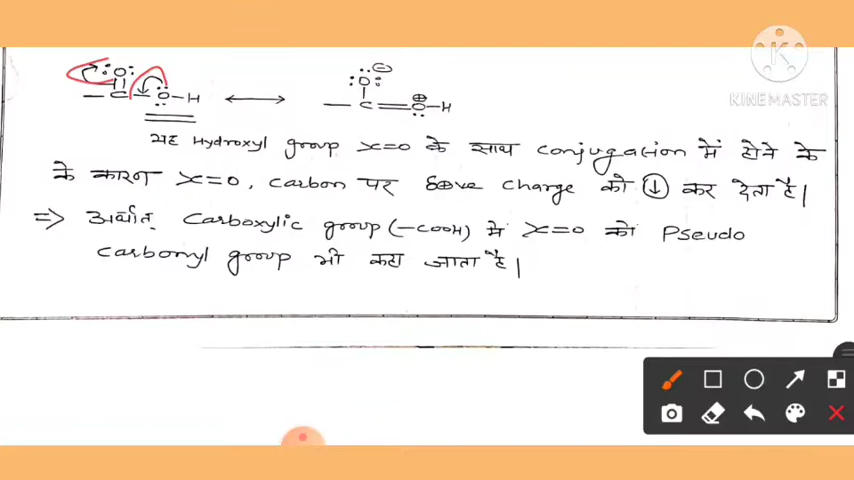 K
KINEMASTER
:Ö: :Ö:⊖
— C — Ö — H ⟷ — C = Ö⊕ — H
यह Hydroxyl group >C=O के साथ conjugation में होने के
के कारण >C=O, carbon पर δ⊕ve charge को (↓) कर देता है|
⇒ अर्थात् Carboxylic group (-COOH) में >C=O को Pseudo
carbonyl group भी कहा जाता है|